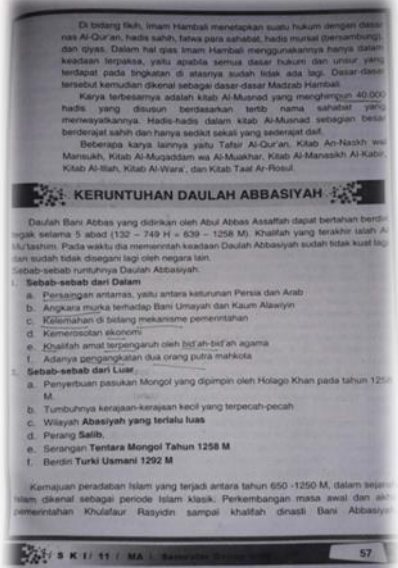 Di bidang fikih, Imam Hambali menetapkan suatu hukum dengan dasar
nas Al-Qur'an, hadis sahih, fatwa para sahabat, hadis mursal (bersambung),
dan qiyas. Dalam hal qias Imam Hambali menggunakannya hanya dalam
keadaan terpaksa, yaitu apabila semua dasar hukum dan unsur yang
terdapat pada tingkatan di atasnya sudah tidak ada lagi. Dasar-dasar
tersebut kemudian dikenal sebagai dasar-dasar Madzab Hambali.
Karya terbesarnya adalah kitab Al-Musnad yang menghimpun 40.000
hadis yang disusun berdasarkan tertib nama sahabat yang
meriwayatkannya. Hadis-hadis dalam kitab Al-Musnad sebagian besar
berderajat sahih dan hanya sedikit sekali yang sederajat daif.
Beberapa karya lainnya yaitu Tafsir Al-Qur'an, Kitab An-Naskh wal
Mansukh, Kitab Al-Muqaddam wa Al-Muakhar, Kitab Al-Manasikh Al-Kabir,
Kitab Al-Illah, Kitab Al-Wara', dan Kitab Taat Ar-Rosul.
KERUNTUHAN DAULAH ABBASIYAH
Daulah Bani Abbas yang didirikan oleh Abul Abbas Assaffah dapat bertahan berdiri
tegak selama 5 abad (132 – 749 H = 639 – 1258 M). Khalifah yang terakhir ialah Al
Mu'tashim. Pada waktu dia memerintah keadaan Daulah Abbasiyah sudah tidak kuat lagi
dan sudah tidak disegani lagi oleh negara lain.
Sebab-sebab runtuhnya Daulah Abbasiyah:
1. Sebab-sebab dari Dalam
a. Persaingan antarras, yaitu antara keturunan Persia dan Arab
b. Angkara murka terhadap Bani Umayah dan Kaum Alawiyin
c. Kelemahan di bidang mekanisme pemerintahan
d. Kemerosotan ekonomi
e. Khalifah amat terpengaruh oleh bid'ah-bid'ah agama
f. Adanya pengangkatan dua orang putra mahkota
2. Sebab-sebab dari Luar
a. Penyerbuan pasukan Mongol yang dipimpin oleh Holago Khan pada tahun 1258
M.
b. Tumbuhnya kerajaan-kerajaan kecil yang terpecah-pecah
c. Wilayah Abasiyah yang terlalu luas
d. Perang Salib,
e. Serangan Tentara Mongol Tahun 1258 M
f. Berdiri Turki Usmani 1292 M
Kemajuan peradaban Islam yang terjadi antara tahun 650 -1250 M, dalam sejarah
Islam dikenal sebagai periode Islam klasik. Perkembangan masa awal dan akhir
pemerintahan Khulafaur Rasyidin sampai khalifah dinasti Bani Abbasiyah
S K I / 11 / MA / Semester
57